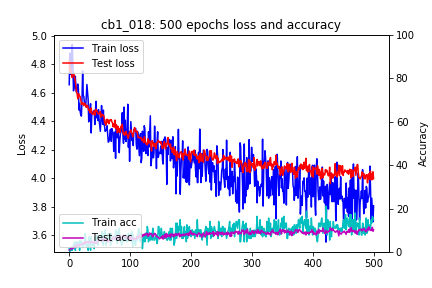 cb1_018: 500 epochs loss and accuracy
5.0
4.8
4.6
4.4
4.2
4.0
3.8
3.6
Loss
Train loss
Test loss
Train acc
Test acc
100
80
60
40
20
0
Accuracy
0
100
200
300
400
500